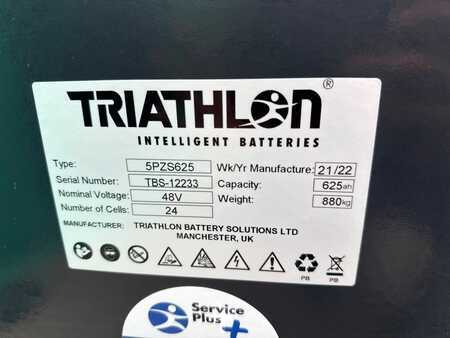 TRIATHLON®
INTELLIGENT BATTERIES
Type: 5PZS625 Wk/Yr Manufacture: 21/22
Serial Number: TBS-12233 Capacity: 625ah
Nominal Voltage: 48V Weight: 880kg
Number of Cells: 24
MANUFACTURER: TRIATHLON BATTERY SOLUTIONS LTD
MANCHESTER, UK
PB PB
Service
Plus +